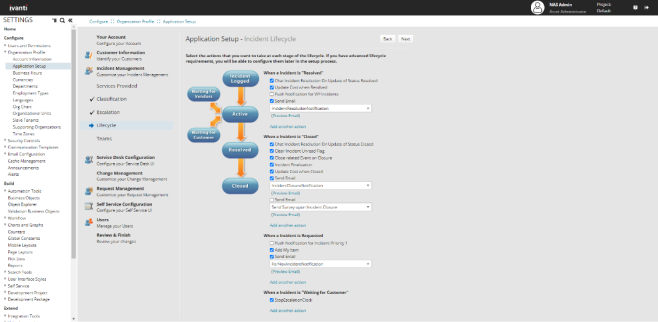 ivanti
NAS Admin
Project
Default
SETTINGS
Configure :: Organization Profile :: Application Setup
Home
Configure
Users and Permissions
Organization Profile
Account Information
Application Setup
Business Hours
Currencies
Departments
Employment Types
Languages
Org Chart
Organizational Units
Slave Tenants
Supporting Organizations
Time Zones
Security Controls
Communication Templates
Email Configuration
Cache Management
Announcements
Alerts
Build
Automation Tools
Business Objects
Object Explorer
Validation Business Objects
Workflow
Charts and Graphs
Counters
Global Constants
Mobile Layouts
Page Layouts
Pick Lists
Reports
Search Tools
User Interface Styles
Self Service
Development Project
Development Package
Extend
Integration Tools
Your Account
Configure your Account
Customer Information
Identify your Customers
Incident Management
Customize your Incident Management
Services Provided
Classification
Escalation
Lifecycle
Teams
Service Desk Configuration
Configure your Service Desk UI
Change Management
Customize your Change Management
Request Management
Customize your Request Management
Self Service Configuration
Configure your Self Service UI
Users
Manage your Users
Review & Finish
Review your changes
Application Setup - Incident Lifecycle
Back
Next
Select the actions that you want to take at each stage of the lifecycle. If you have advanced lifecycle
requirements, you will be able to configure them later in the setup process.
Incident
Logged
Waiting for
Vendors
Active
Waiting for
Customer
Resolved
Closed
When a Incident is "Resolved"
Chat Incident Resolution On Update of Status Resolved
Update Cost when Resolved
Push Notification for VIP Incidents
Send Email
IncidentResolutionNotification
(Preview Email)
Add another action
When a Incident is "Closed"
Chat Incident Resolution On Update of Status Closed
Clear Incident Unread Flag
Close related Event on Closure
Incident Resolution
Update Cost when Closed
Send Email
IncidentClosureNotification
(Preview Email)
Send Email
Send Survey upon Incident Closure
(Preview Email)
Add another action
When a Incident is Requested
Push Notification for Incident Priority 1
Add My Item
Send Email
(Preview Email)
Add another action
When a Incident is "Waiting for Customer"
StopEscalationClock
Add another action